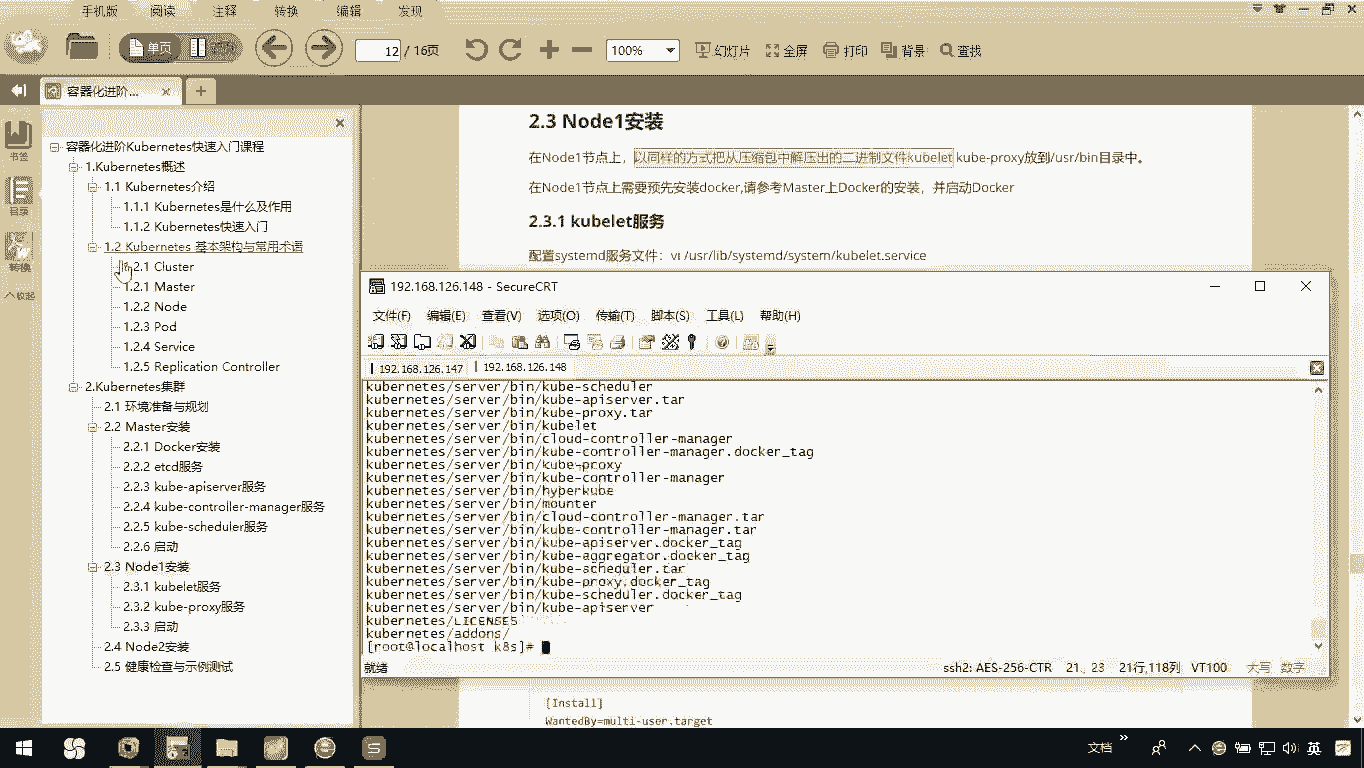 手机版 阅读 注释 转换 编辑 发现
单页
12 / 16页
100%
幻灯片 全屏 打印 背景 查找
容器化进阶...
书签
目录
转换
收起
容器化进阶Kubernetes快速入门课程
1.Kubernetes概述
1.1 Kubernetes介绍
1.1.1 Kubernetes是什么及作用
1.1.2 Kubernetes快速入门
1.2 Kubernetes 基本架构与常用术语
2.1 Cluster
1.2.1 Master
1.2.2 Node
1.2.3 Pod
1.2.4 Service
1.2.5 Replication Controller
2.Kubernetes集群
2.1 环境准备与规划
2.2 Master安装
2.2.1 Docker安装
2.2.2 etcd服务
2.2.3 kube-apiserver服务
2.2.4 kube-controller-manager服务
2.2.5 kube-scheduler服务
2.2.6 启动
2.3 Node1安装
2.3.1 kubelet服务
2.3.2 kube-proxy服务
2.3.3 启动
2.4 Node2安装
2.5 健康检查与示例测试
2.3 Node1安装
在Node1节点上，以同样的方式把从压缩包中解压出的二进制文件kubelet kube-proxy放到/usr/bin目录中。
在Node1节点上需要预先安装docker,请参考Master上Docker的安装，并启动Docker
2.3.1 kubelet服务
配置systemd服务文件：vi /usr/lib/systemd/system/kubelet.service
192.168.126.148 - SecureCRT
文件(F) 编辑(E) 查看(V) 选项(O) 传输(T) 脚本(S) 工具(L) 帮助(H)
192.168.126.147 192.168.126.148
kubernetes/server/bin/kube-scheduler
kubernetes/server/bin/kube-apiserver.tar
kubernetes/server/bin/kube-proxy.tar
kubernetes/server/bin/kubelet
kubernetes/server/bin/cloud-controller-manager
kubernetes/server/bin/kube-controller-manager.docker_tag
kubernetes/server/bin/kube-proxy
kubernetes/server/bin/kube-controller-manager
kubernetes/server/bin/hyperkube
kubernetes/server/bin/mounter
kubernetes/server/bin/cloud-controller-manager.tar
kubernetes/server/bin/kube-controller-manager.tar
kubernetes/server/bin/kube-apiserver.docker_tag
kubernetes/server/bin/kube-aggregator.docker_tag
kubernetes/server/bin/kube-scheduler.tar
kubernetes/server/bin/kube-proxy.docker_tag
kubernetes/server/bin/kube-scheduler.docker_tag
kubernetes/server/bin/kube-apiserver
kubernetes/LICENSES
kubernetes/addons/
[root@localhost k8s]#
就绪 ssh2: AES-256-CTR 21, 23 21行,118列 VT100 大写 数字
[Install]
WantedBy=multi-user.target
文档 英